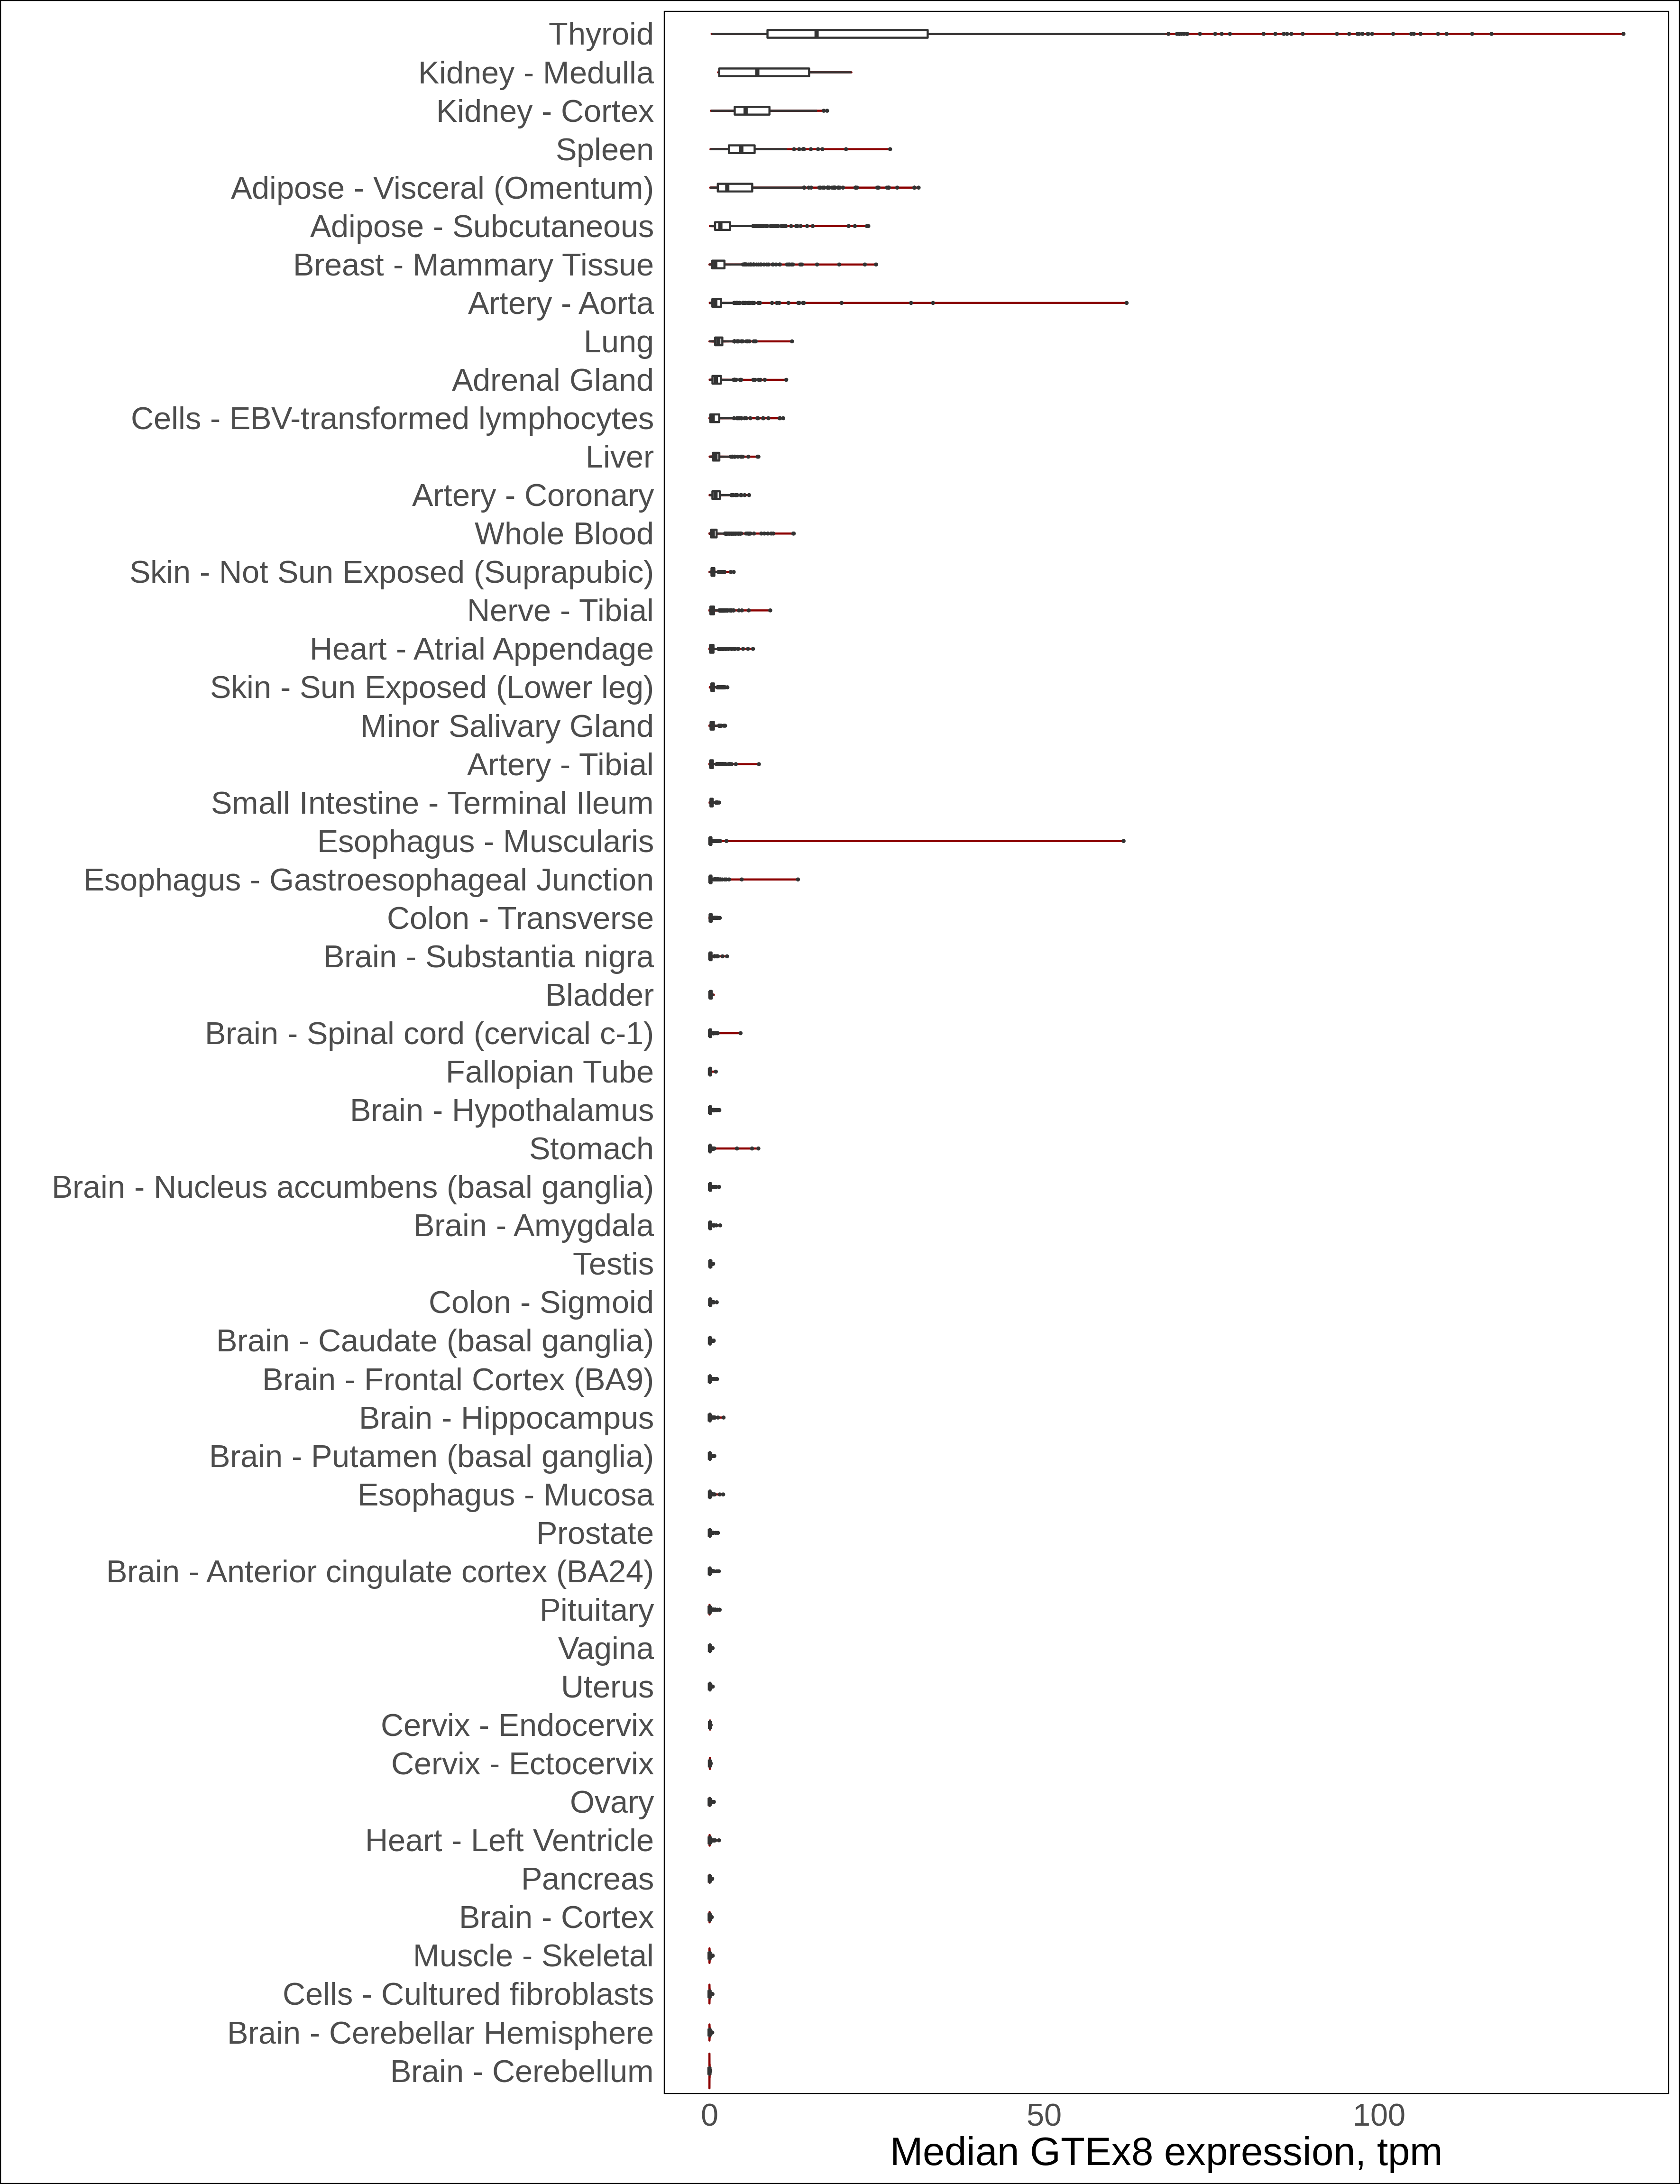 Thyroid
Kidney - Medulla
Kidney - Cortex
Spleen
Adipose - Visceral (Omentum)
Adipose - Subcutaneous
Breast - Mammary Tissue
Artery - Aorta
Lung
Adrenal Gland
Cells - EBV-transformed lymphocytes
Liver
Artery - Coronary
Whole Blood
Skin - Not Sun Exposed (Suprapubic)
Nerve - Tibial
Heart - Atrial Appendage
Skin - Sun Exposed (Lower leg)
Minor Salivary Gland
Artery - Tibial
Small Intestine - Terminal Ileum
Esophagus - Muscularis
Esophagus - Gastroesophageal Junction
Colon - Transverse
Brain - Substantia nigra
Bladder
Brain - Spinal cord (cervical c-1)
Fallopian Tube
Brain - Hypothalamus
Stomach
Brain - Nucleus accumbens (basal ganglia)
Brain - Amygdala
Testis
Colon - Sigmoid
Brain - Caudate (basal ganglia)
Brain - Frontal Cortex (BA9)
Brain - Hippocampus
Brain - Putamen (basal ganglia)
Esophagus - Mucosa
Prostate
Brain - Anterior cingulate cortex (BA24)
Pituitary
Vagina
Uterus
Cervix - Endocervix
Cervix - Ectocervix
Ovary
Heart - Left Ventricle
Pancreas
Brain - Cortex
Muscle - Skeletal
Cells - Cultured fibroblasts
Brain - Cerebellar Hemisphere
Brain - Cerebellum
0 50 100
Median GTEx8 expression, tpm